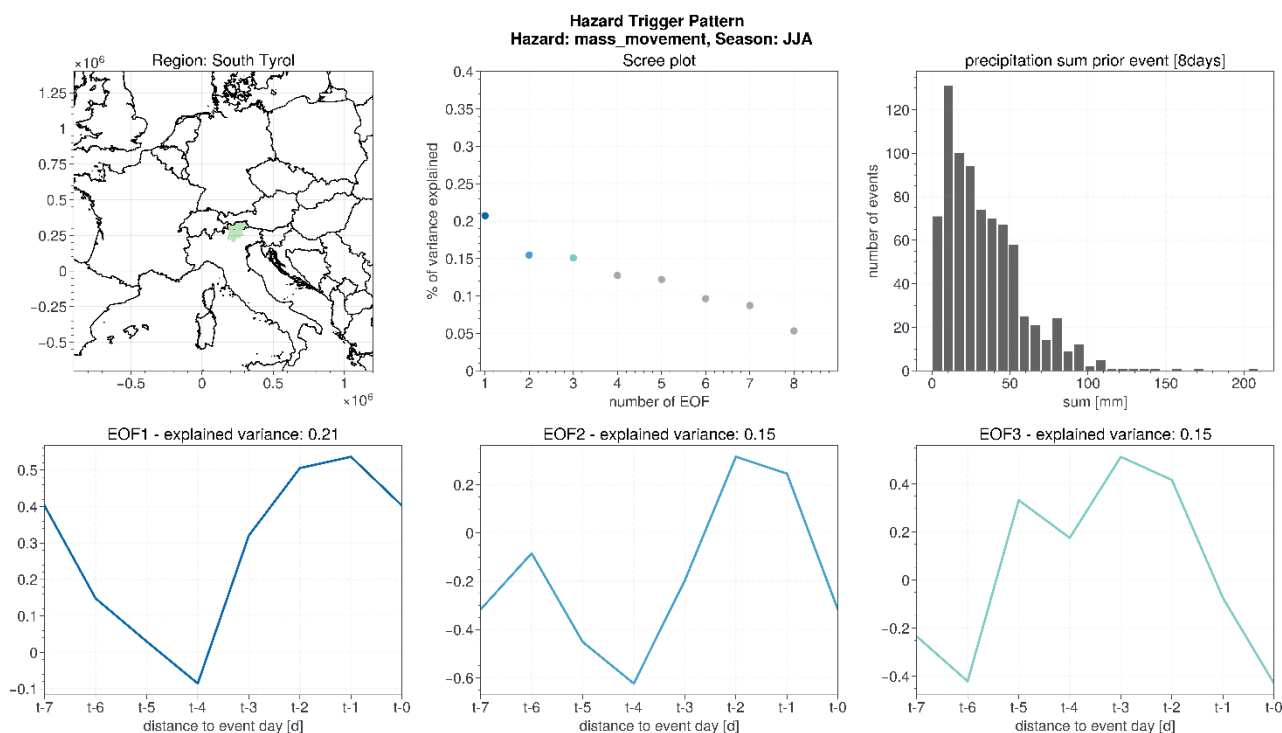 Hazard Trigger Pattern
Hazard: mass_movement, Season: JJA
Region: South Tyrol
×10⁶
1.25
1
0.75
0.5
0.25
0
−0.25
−0.5
−0.5
0
0.5
1
×10⁶
Scree plot
% of variance explained
0.4
0.35
0.3
0.25
0.2
0.15
0.1
0.05
0
1
2
3
4
5
6
7
8
number of EOF
precipitation sum prior event [8days]
number of events
120
100
80
60
40
20
0
0
50
100
150
200
sum [mm]
EOF1 - explained variance: 0.21
0.5
0.4
0.3
0.2
0.1
0
−0.1
t-7
t-6
t-5
t-4
t-3
t-2
t-1
t-0
distance to event day [d]
EOF2 - explained variance: 0.15
0.2
0
−0.2
−0.4
−0.6
t-7
t-6
t-5
t-4
t-3
t-2
t-1
t-0
distance to event day [d]
EOF3 - explained variance: 0.15
0.4
0.2
0
−0.2
−0.4
t-7
t-6
t-5
t-4
t-3
t-2
t-1
t-0
distance to event day [d]